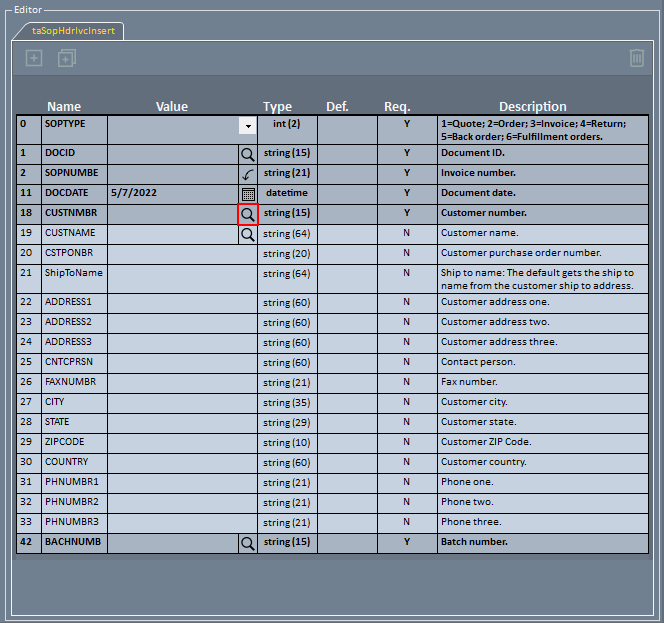 Editor
taSopHdrIvcInsert
Name Value Type Def. Req. Description
0 SOPTYPE int (2) Y 1=Quote; 2=Order; 3=Invoice; 4=Return;
5=Back order; 6=Fulfillment orders.
1 DOCID string (15) Y Document ID.
2 SOPNUMBE string (21) Y Invoice number.
11 DOCDATE 5/7/2022 datetime Y Document date.
18 CUSTNMBR string (15) Y Customer number.
19 CUSTNAME string (64) N Customer name.
20 CSTPONBR string (20) N Customer purchase order number.
21 ShipToName string (64) N Ship to name: The default gets the ship to
name from the customer ship to address.
22 ADDRESS1 string (60) N Customer address one.
23 ADDRESS2 string (60) N Customer address two.
24 ADDRESS3 string (60) N Customer address three.
25 CNTCPRSN string (60) N Contact person.
26 FAXNUMBR string (21) N Fax number.
27 CITY string (35) N Customer city.
28 STATE string (29) N Customer state.
29 ZIPCODE string (10) N Customer ZIP Code.
30 COUNTRY string (60) N Customer country.
31 PHNUMBR1 string (21) N Phone one.
32 PHNUMBR2 string (21) N Phone two.
33 PHNUMBR3 string (21) N Phone three.
42 BACHNUMB string (15) Y Batch number.